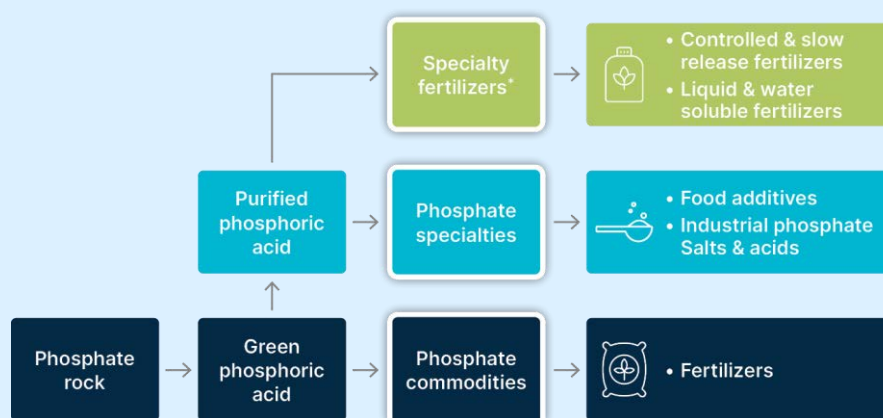 Specialty
fertilizers*
• Controlled & slow
release fertilizers
• Liquid & water
soluble fertilizers
Purified
phosphoric
acid
Phosphate
specialties
• Food additives
• Industrial phosphate
Salts & acids
Phosphate
rock
Green
phosphoric
acid
Phosphate
commodities
• Fertilizers